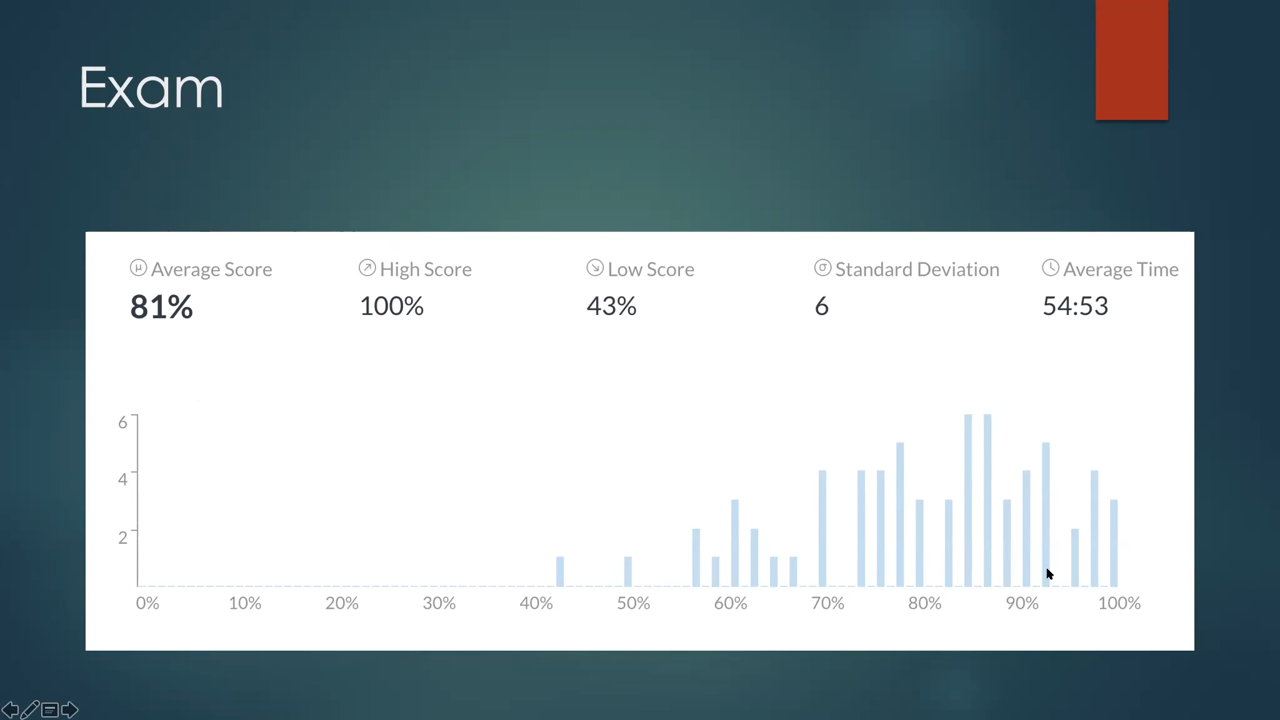 Exam
Average Score High Score Low Score Standard Deviation Average Time
81% 100% 43% 6 54:53
6
4
2
0% 10% 20% 30% 40% 50% 60% 70% 80% 90% 100%